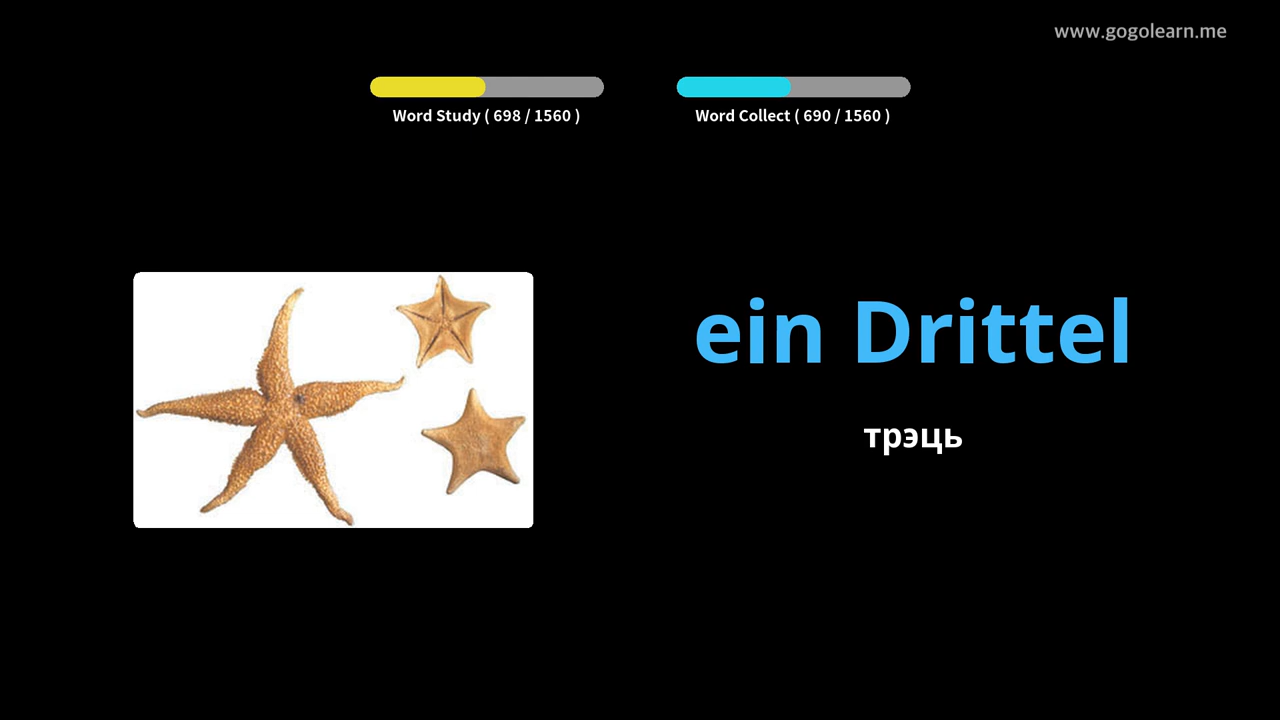 www.gogolearn.me
Word Study ( 698 / 1560 )
Word Collect ( 690 / 1560 )
ein Drittel
трэць